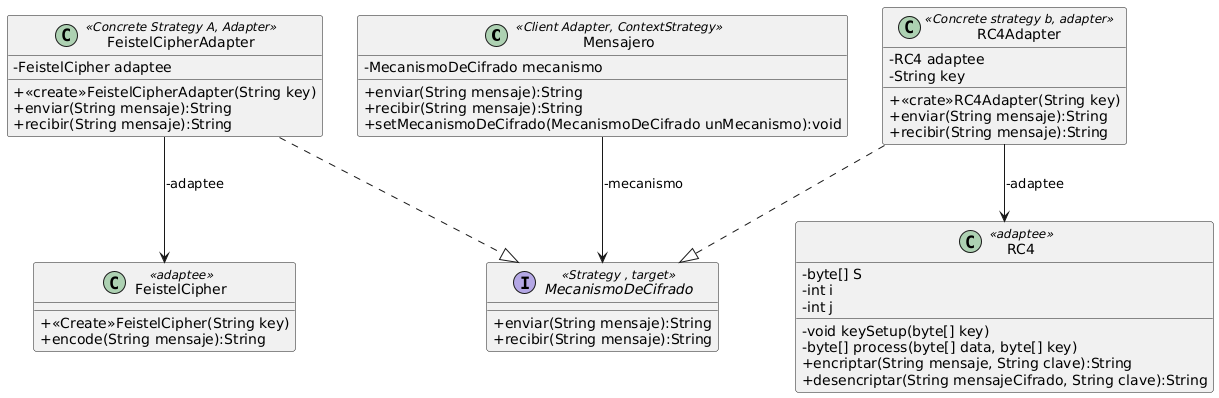 «Concrete Strategy A, Adapter»
C FeistelCipherAdapter
-FeistelCipher adaptee
+«create»FeistelCipherAdapter(String key)
+enviar(String mensaje):String
+recibir(String mensaje):String
«Client Adapter, ContextStrategy»
C Mensajero
-MecanismoDeCifrado mecanismo
+enviar(String mensaje):String
+recibir(String mensaje):String
+setMecanismoDeCifrado(MecanismoDeCifrado unMecanismo):void
«Concrete strategy b, adapter»
C RC4Adapter
-RC4 adaptee
-String key
+«crate»RC4Adapter(String key)
+enviar(String mensaje):String
+recibir(String mensaje):String
-adaptee
-mecanismo
-adaptee
«adaptee»
C FeistelCipher
+«Create»FeistelCipher(String key)
+encode(String mensaje):String
«Strategy , target»
I MecanismoDeCifrado
+enviar(String mensaje):String
+recibir(String mensaje):String
«adaptee»
C RC4
-byte[] S
-int i
-int j
-void keySetup(byte[] key)
-byte[] process(byte[] data, byte[] key)
+encriptar(String mensaje, String clave):String
+desencriptar(String mensajeCifrado, String clave):String